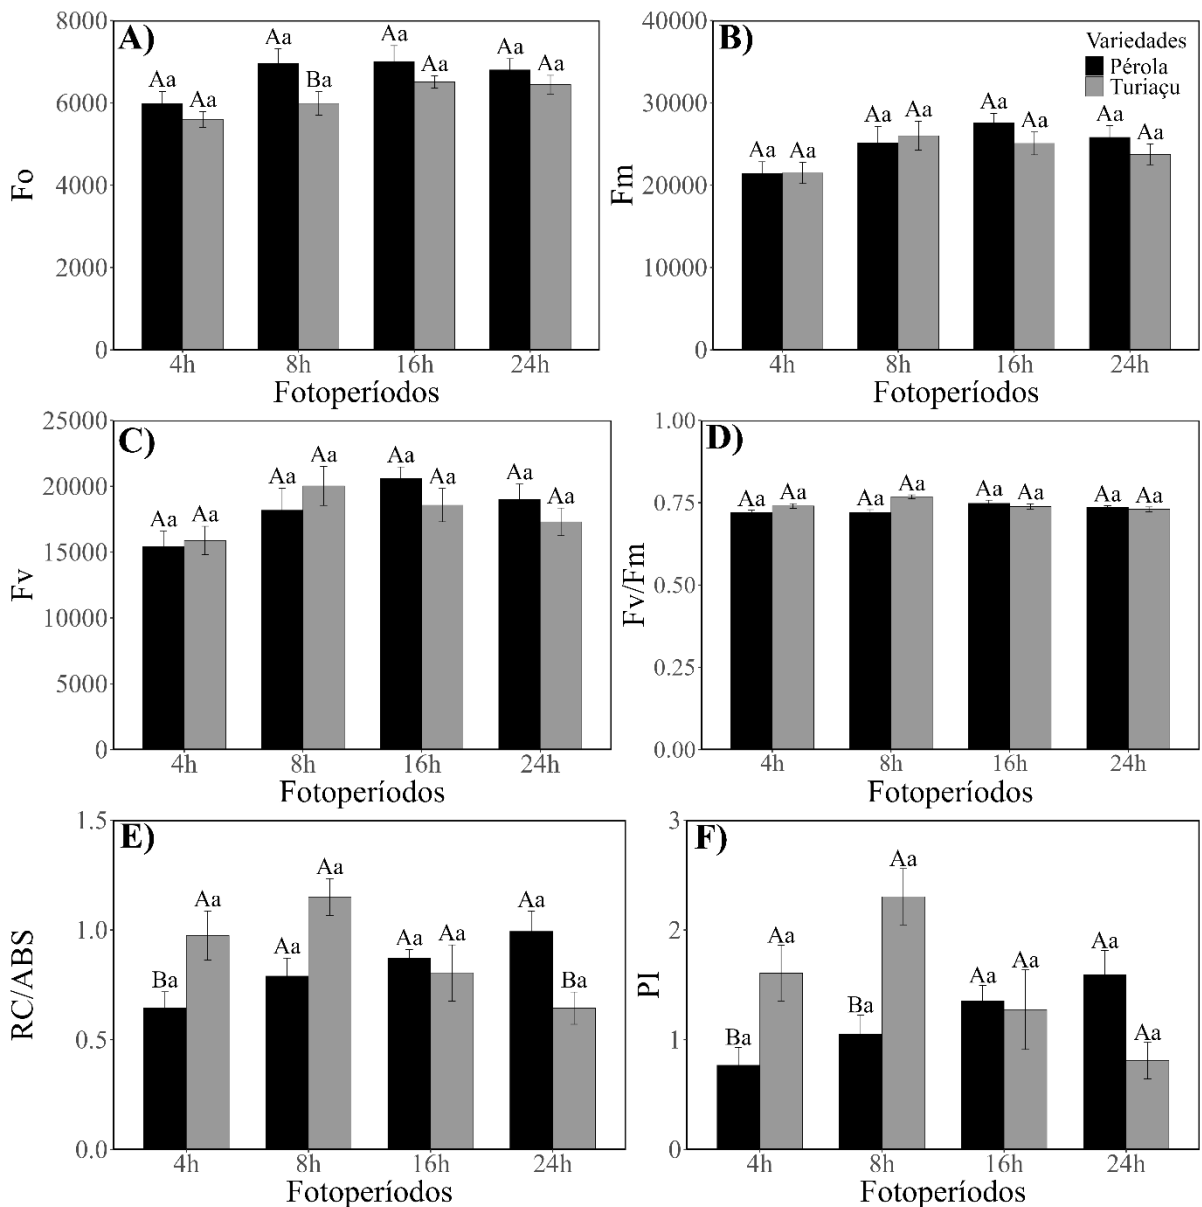 A)
8000
6000
4000
2000
0
Fo
Aa
Aa
Aa
Ba
Aa
Aa
Aa
Aa
4h
8h
16h
24h
Fotoperíodos
B)
Variedades
Pérola
Turiaçu
40000
30000
20000
10000
0
Fm
Aa
Aa
Aa
Aa
Aa
Aa
Aa
Aa
4h
8h
16h
24h
Fotoperíodos
C)
25000
20000
15000
10000
5000
0
Fv
Aa
Aa
Aa
Aa
Aa
Aa
Aa
Aa
4h
8h
16h
24h
Fotoperíodos
D)
1.00
0.75
0.50
0.25
0.00
Fv/Fm
Aa
Aa
Aa
Aa
Aa
Aa
Aa
Aa
4h
8h
16h
24h
Fotoperíodos
E)
1.5
1.0
0.5
0.0
RC/ABS
Ba
Aa
Aa
Aa
Aa
Aa
Aa
Ba
4h
8h
16h
24h
Fotoperíodos
F)
3
2
1
0
PI
Ba
Aa
Ba
Aa
Aa
Aa
Aa
Aa
4h
8h
16h
24h
Fotoperíodos